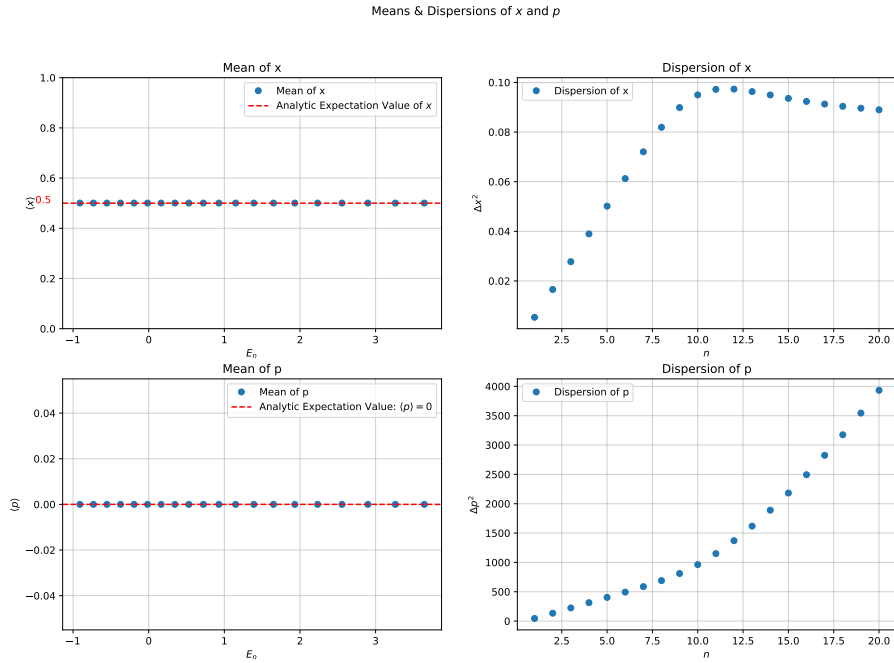 Means & Dispersions of x and p
Mean of x
1.0
0.8
0.6
0.4
0.2
0.0
⟨x⟩
0.5
Mean of x
Analytic Expectation Value of x
−1
0
1
2
3
E_n
Dispersion of x
0.10
0.08
0.06
0.04
0.02
Δx²
Dispersion of x
2.5
5.0
7.5
10.0
12.5
15.0
17.5
20.0
n
Mean of p
0.04
0.02
0.00
−0.02
−0.04
⟨p⟩
Mean of p
Analytic Expectation Value: ⟨p⟩ = 0
−1
0
1
2
3
E_n
Dispersion of p
4000
3500
3000
2500
2000
1500
1000
500
0
Δp²
Dispersion of p
2.5
5.0
7.5
10.0
12.5
15.0
17.5
20.0
n